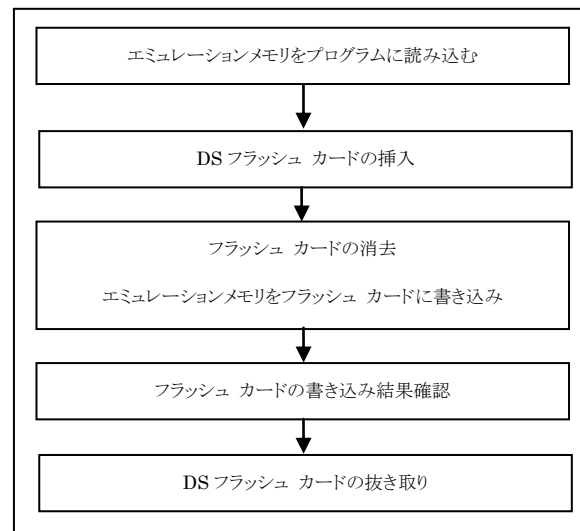 エミュレーションメモリをプログラムに読み込む
DS フラッシュ カードの挿入
フラッシュ カードの消去
エミュレーションメモリをフラッシュ カードに書き込み
フラッシュ カードの書き込み結果確認
DS フラッシュ カードの抜き取り